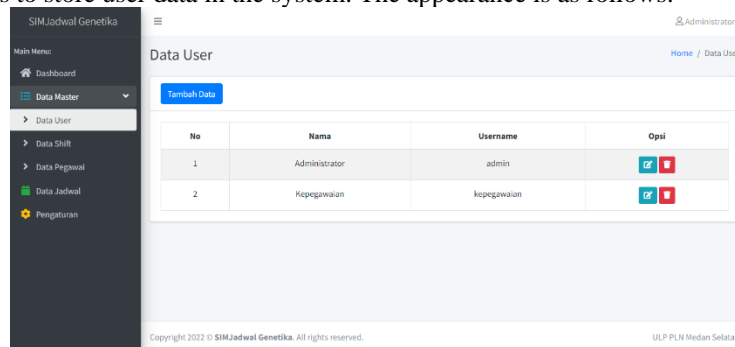 s to store user data in the system. The appearance is as follows:
SIMJadwal Genetika
Administrator
Main Menu:
Data User
Home / Data Use
Dashboard
Data Master
Tambah Data
Data User
No Nama Username Opsi
Data Shift
1 Administrator admin
Data Pegawai
Data Jadwal
2 Kepegawaian kepegawaian
Pengaturan
Copyright 2022 © SIMJadwal Genetika. All rights reserved.
ULP PLN Medan Selata